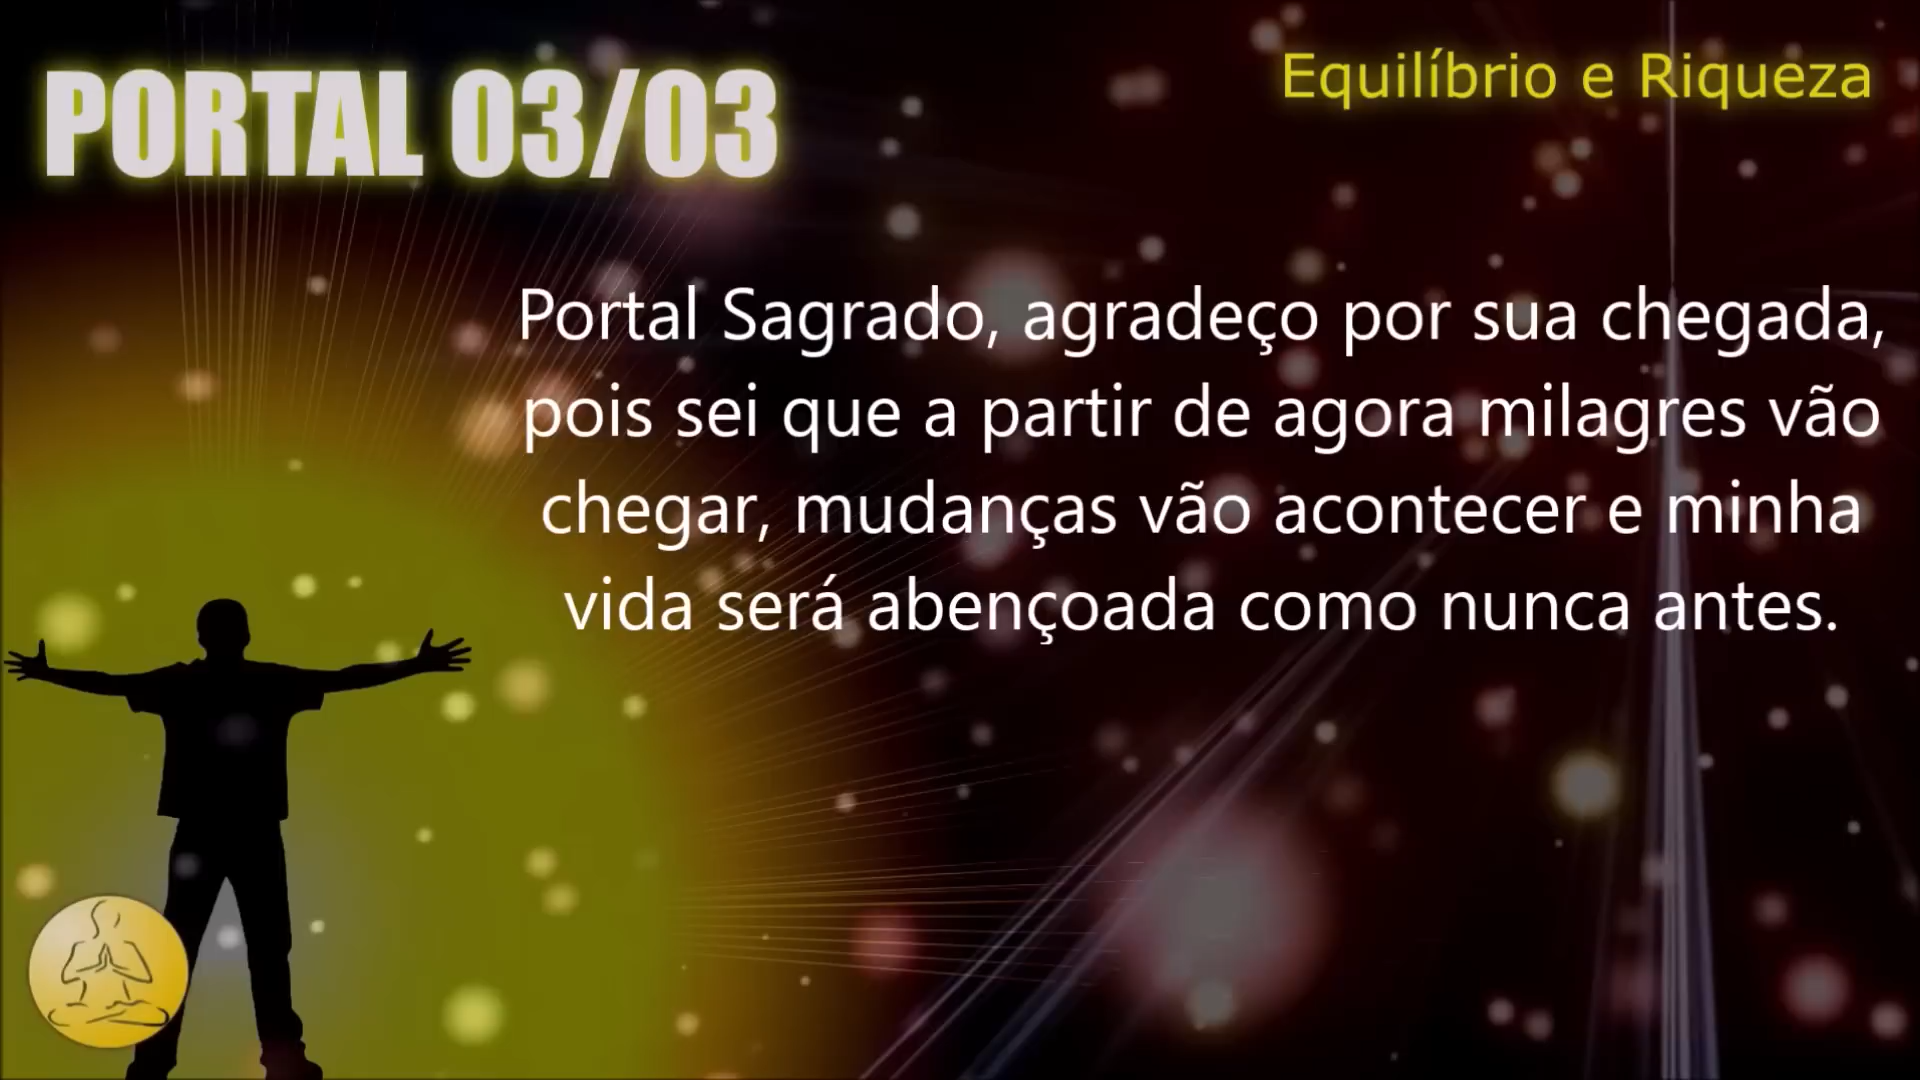 PORTAL 03/03
Equilíbrio e Riqueza
Portal Sagrado, agradeço por sua chegada,
pois sei que a partir de agora milagres vão
chegar, mudanças vão acontecer e minha
vida será abençoada como nunca antes.